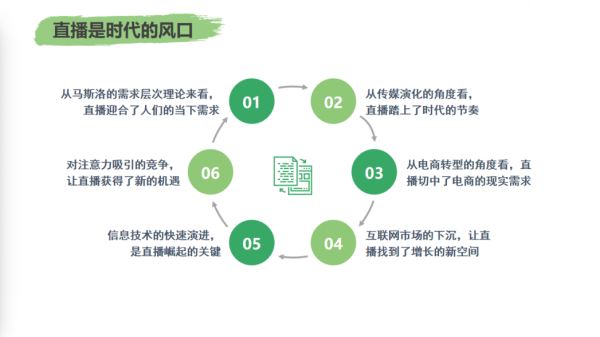 直播是时代的风口
01
从马斯洛的需求层次理论来看，
直播迎合了人们的当下需求
02
从传媒演化的角度看，
直播踏上了时代的节奏
03
从电商转型的角度看，直
播切中了电商的现实需求
04
互联网市场的下沉，让直
播找到了增长的新空间
05
信息技术的快速演进，
是直播崛起的关键
06
对注意力吸引的竞争，
让直播获得了新的机遇